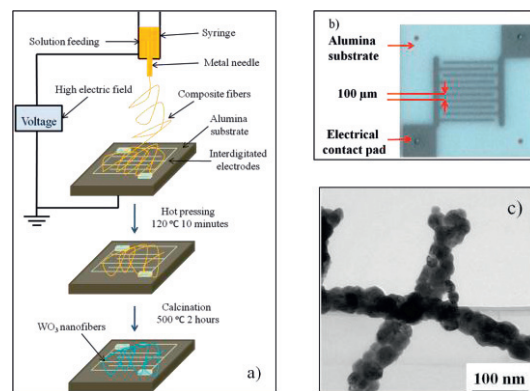 Syringe
Solution feeding
Metal needle
High electric field
Composite fibers
Voltage
Alumina
substrate
Interdigitated
electrodes
Hot pressing
120 ℃ 10 minutes
Calcination
500 ℃ 2 hours
WO₃ nanofibers
a)
b)
Alumina
substrate
100 μm
Electrical
contact pad
c)
100 nm